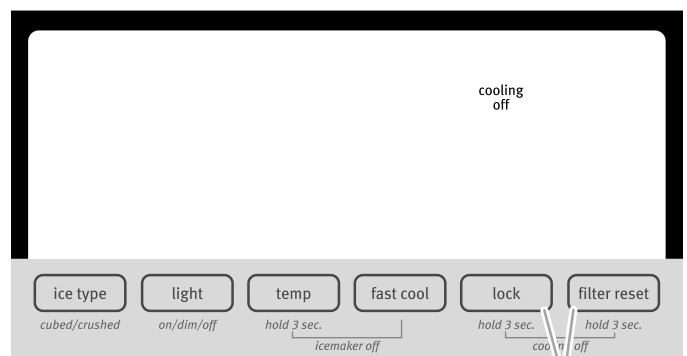 cooling
off
ice type light temp fast cool lock filter reset
cubed/crushed on/dim/off hold 3 sec. hold 3 sec. hold 3 sec.
icemaker off cooling off